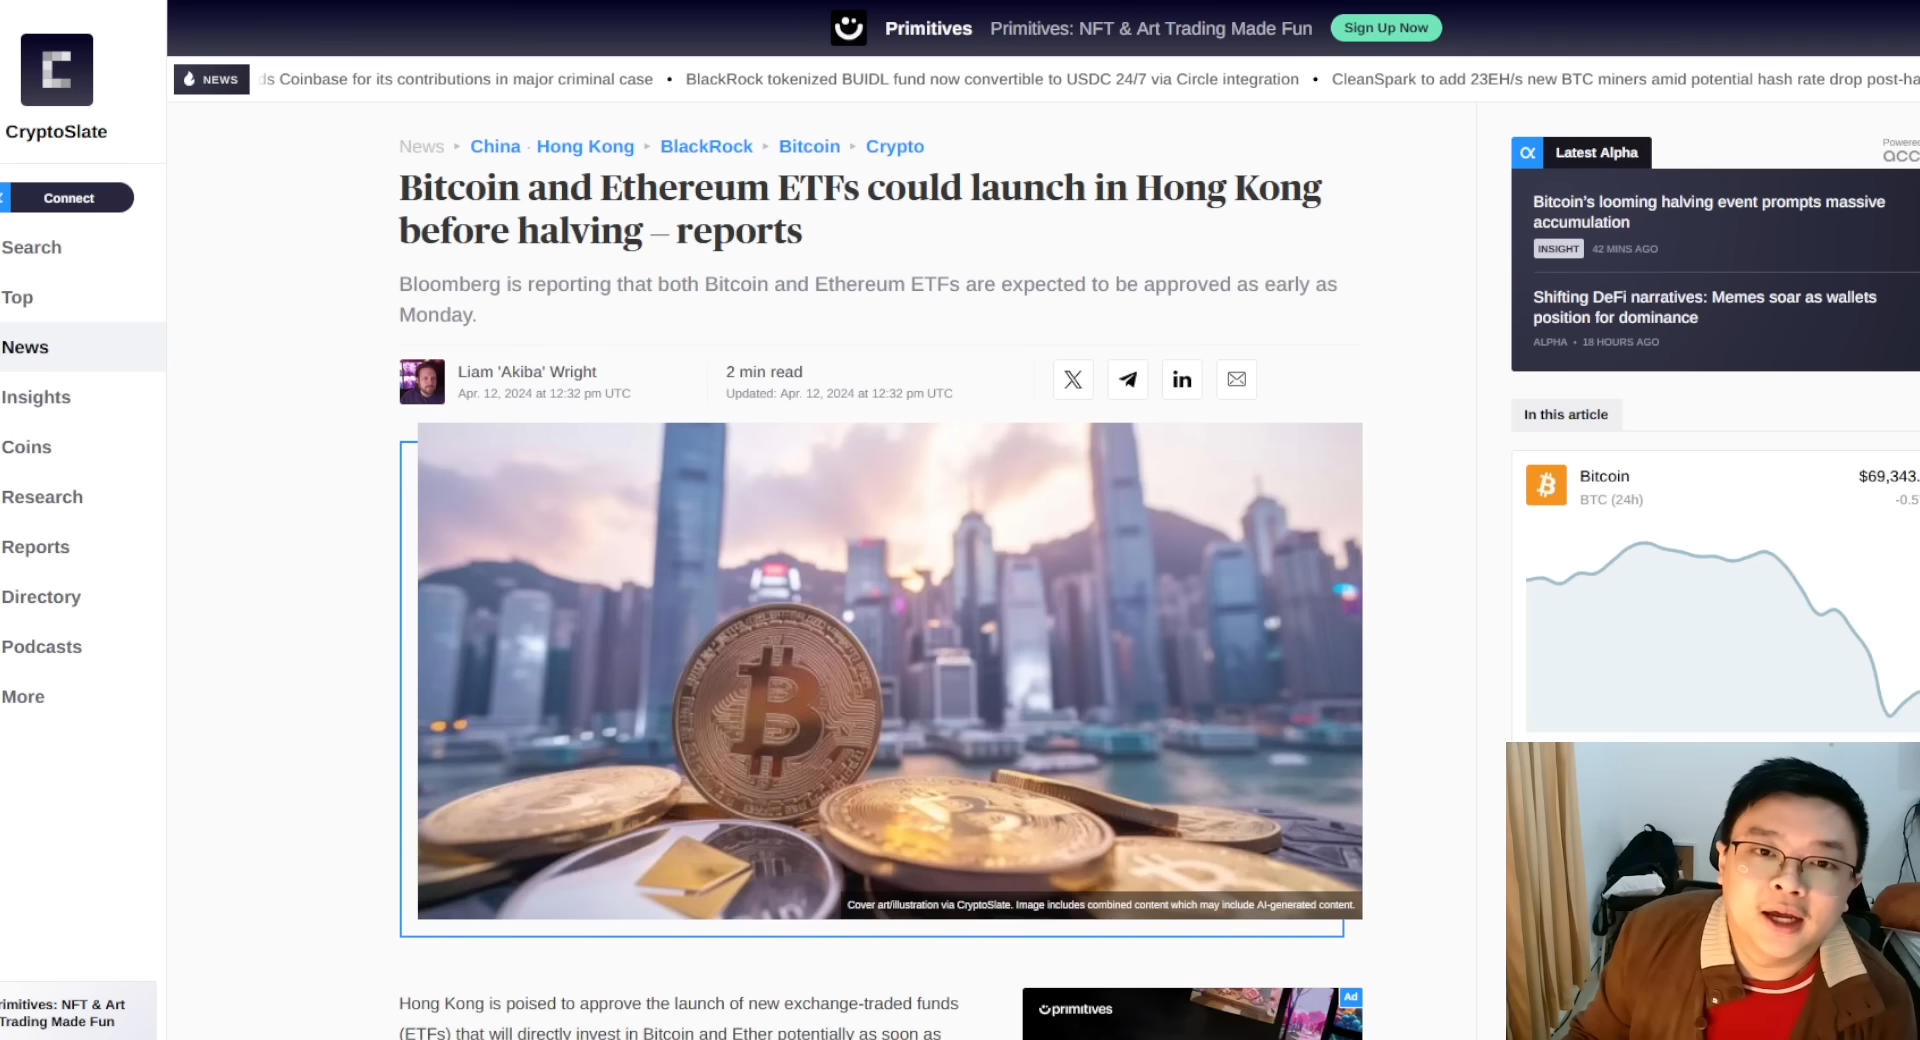 Primitives Primitives: NFT & Art Trading Made Fun Sign Up Now
NEWS ds Coinbase for its contributions in major criminal case • BlackRock tokenized BUIDL fund now convertible to USDC 24/7 via Circle integration • CleanSpark to add 23EH/s new BTC miners amid potential hash rate drop post-ha
CryptoSlate
Connect
Search
Top
News
Insights
Coins
Research
Reports
Directory
Podcasts
More
rimitives: NFT & Art
Trading Made Fun
News ▸ China · Hong Kong ▸ BlackRock ▸ Bitcoin ▸ Crypto
Bitcoin and Ethereum ETFs could launch in Hong Kong
before halving – reports
Bloomberg is reporting that both Bitcoin and Ethereum ETFs are expected to be approved as early as
Monday.
Liam 'Akiba' Wright
Apr. 12, 2024 at 12:32 pm UTC
2 min read
Updated: Apr. 12, 2024 at 12:32 pm UTC
Cover art/illustration via CryptoSlate. Image includes combined content which may include AI-generated content.
Hong Kong is poised to approve the launch of new exchange-traded funds
(ETFs) that will directly invest in Bitcoin and Ether potentially as soon as
primitives
Ad
α Latest Alpha
Powered
acc
Bitcoin's looming halving event prompts massive
accumulation
INSIGHT 42 MINS AGO
Shifting DeFi narratives: Memes soar as wallets
position for dominance
ALPHA • 18 HOURS AGO
In this article
Bitcoin $69,343.
BTC (24h) -0.5